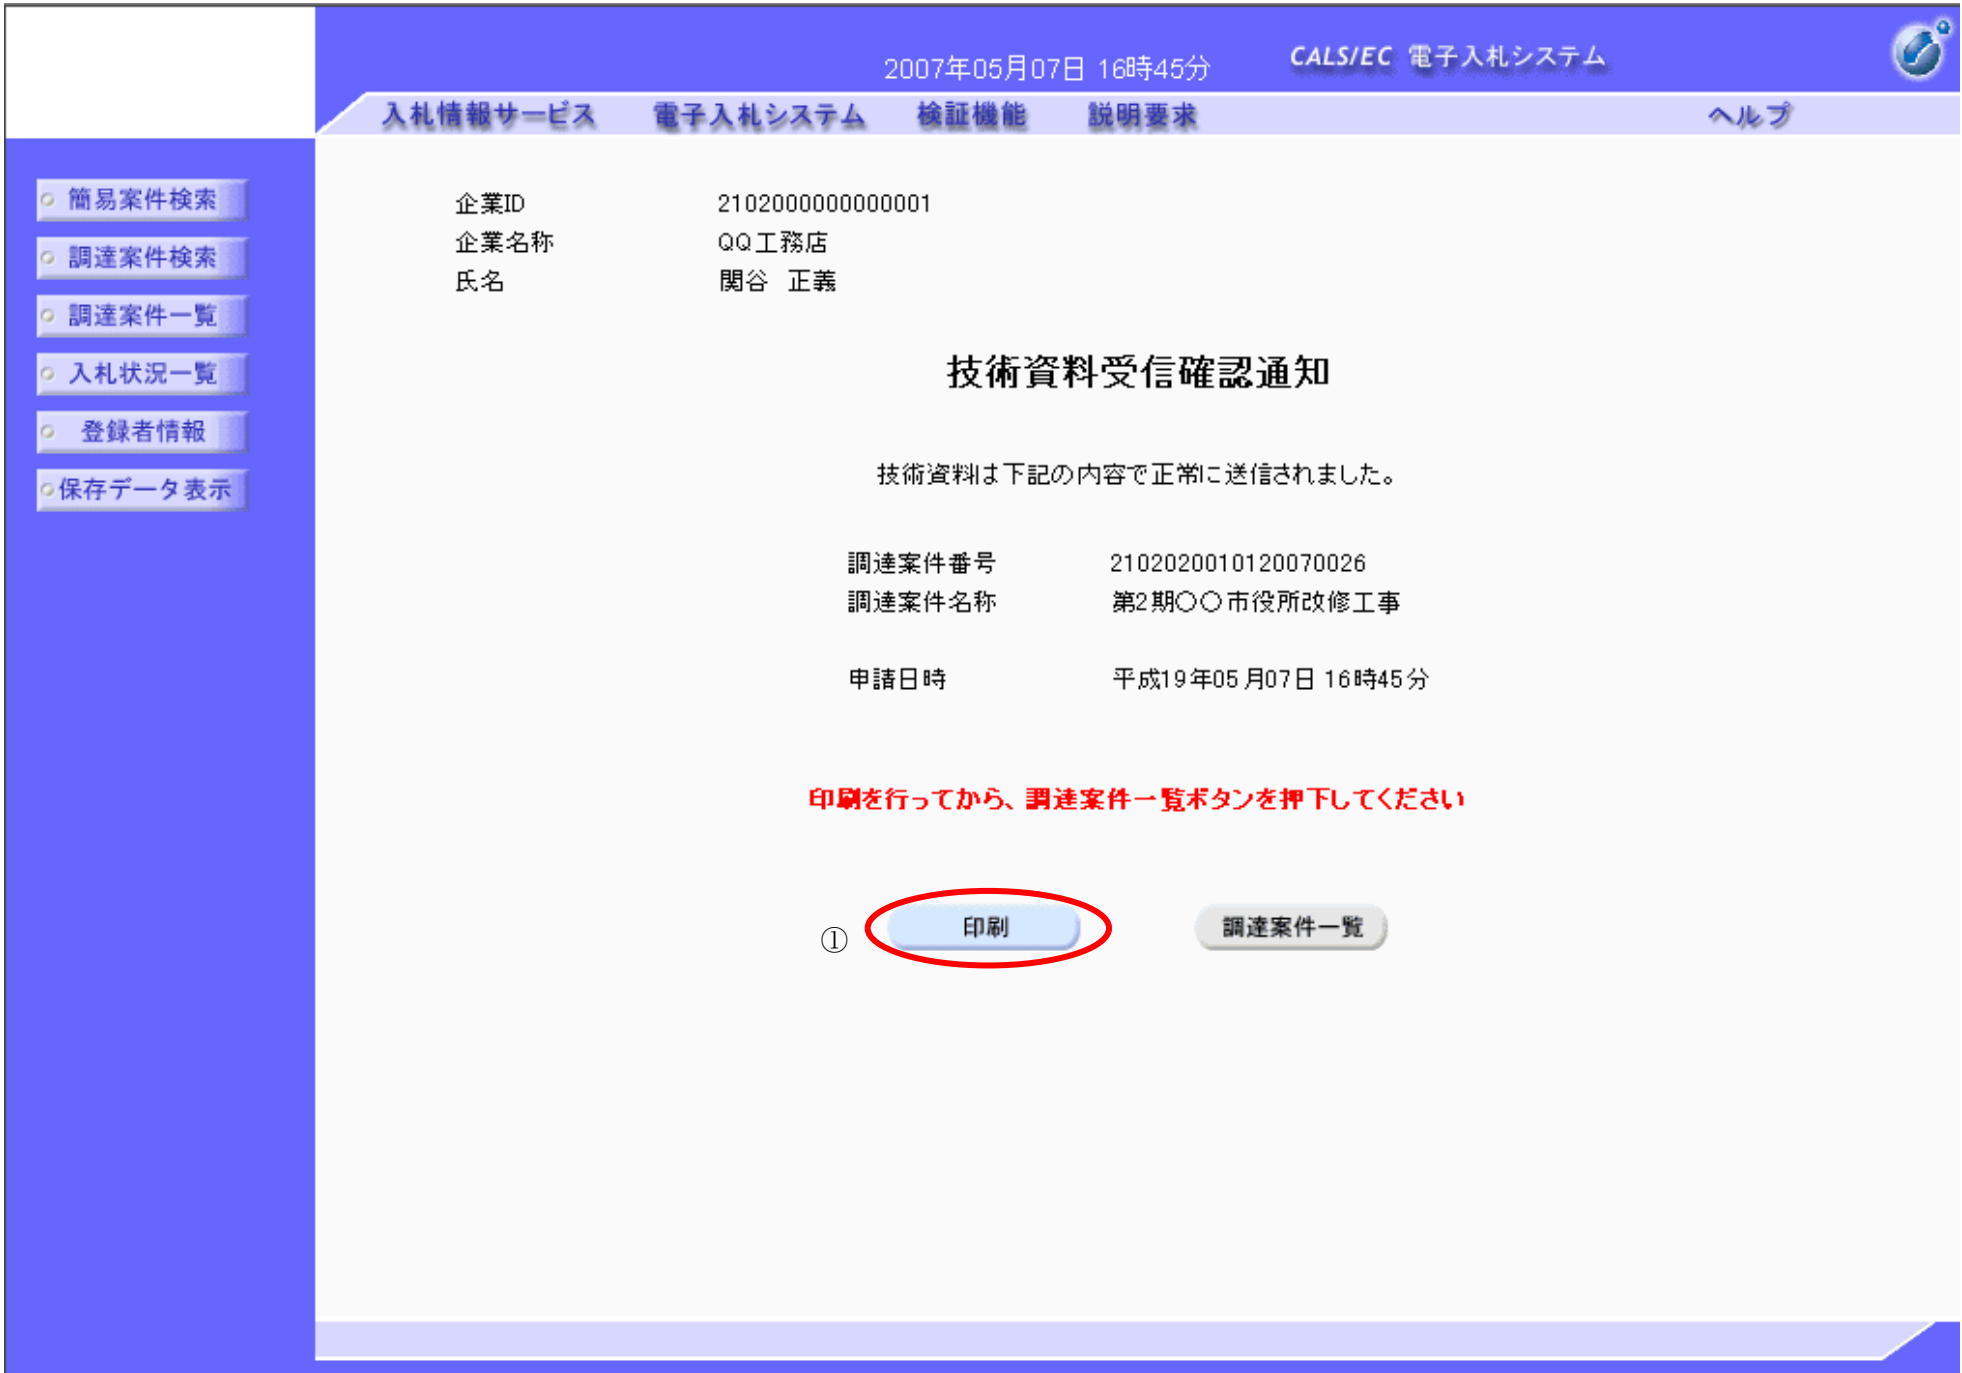 2007年05月07日 16時45分
CALS/EC 電子入札システム
入札情報サービス 電子入札システム 検証機能 説明要求 ヘルプ
簡易案件検索
調達案件検索
調達案件一覧
入札状況一覧
登録者情報
保存データ表示
企業ID 2102000000000001
企業名称 QQ工務店
氏名 関谷 正義
技術資料受信確認通知
技術資料は下記の内容で正常に送信されました。
調達案件番号 2102020010120070026
調達案件名称 第2期〇〇市役所改修工事
申請日時 平成19年05月07日 16時45分
印刷を行ってから、調達案件一覧ボタンを押下してください
① 印刷 調達案件一覧